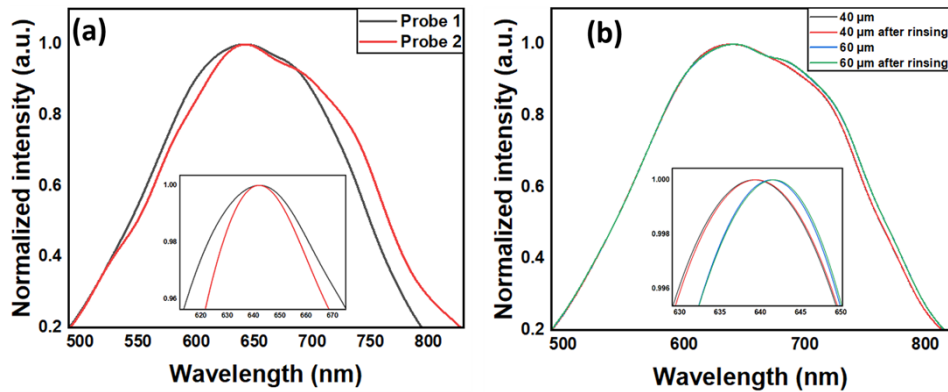 (a)
Probe 1
Probe 2
Normalized intensity (a.u.)
1.0
0.8
0.6
0.4
0.2
1.00
0.98
0.96
620 630 640 650 660 670
500 550 600 650 700 750 800
Wavelength (nm)
(b)
40 µm
40 µm after rinsing
60 µm
60 µm after rinsing
Normalized intensity (a.u.)
1.0
0.8
0.6
0.4
0.2
1.000
0.998
0.996
630 635 640 645 650
500 600 700 800
Wavelength (nm)